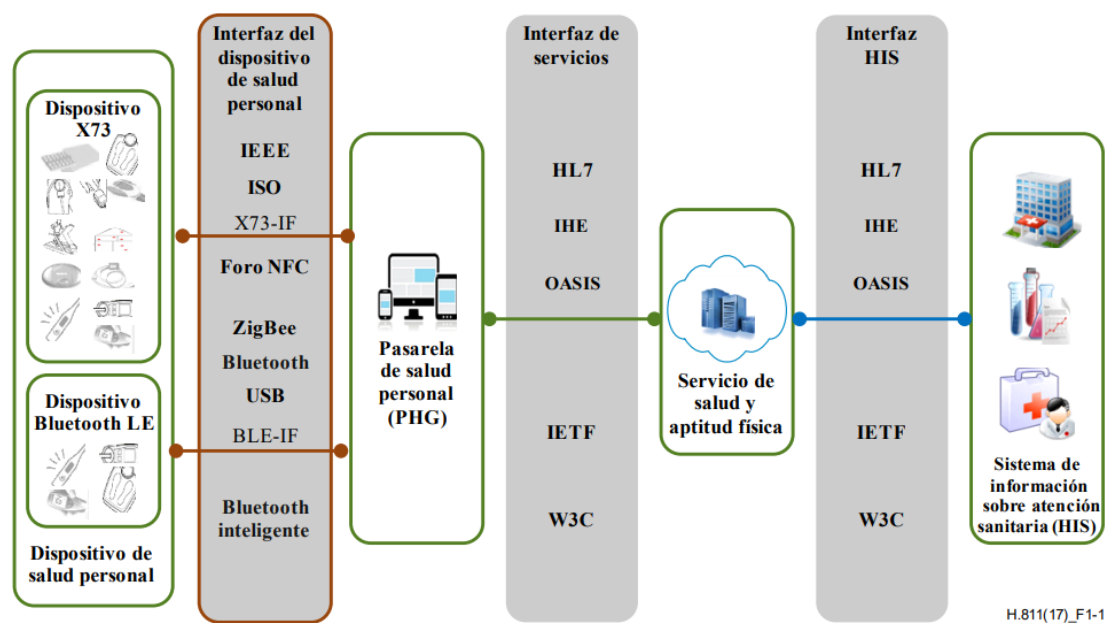 Dispositivo
X73
Dispositivo
Bluetooth LE
Dispositivo de
salud personal
Interfaz del
dispositivo
de salud
personal
IEEE
ISO
X73-IF
Foro NFC
ZigBee
Bluetooth
USB
BLE-IF
Bluetooth
inteligente
Pasarela
de salud
personal
(PHG)
Interfaz de
servicios
HL7
IHE
OASIS
IETF
W3C
Servicio de
salud y
aptitud física
Interfaz
HIS
HL7
IHE
OASIS
IETF
W3C
Sistema de
información
sobre atención
sanitaria (HIS)
H.811(17)_F1-1